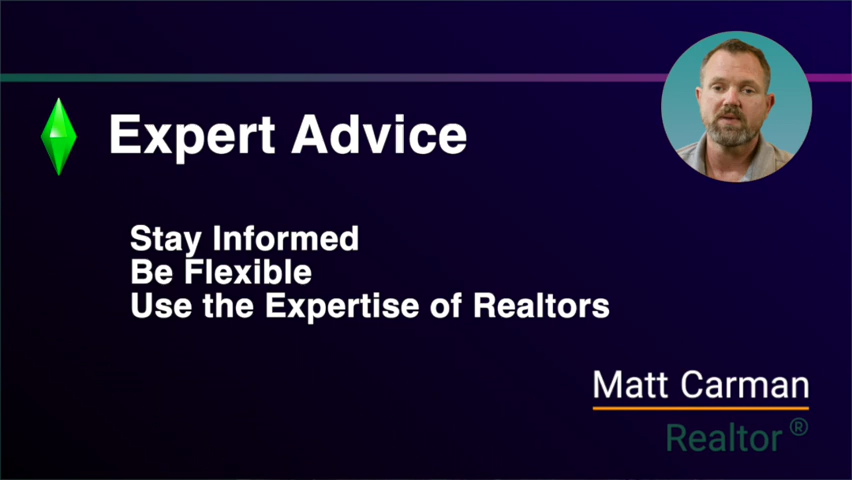 Expert Advice
Stay Informed
Be Flexible
Use the Expertise of Realtors
Matt Carman
Realtor ®